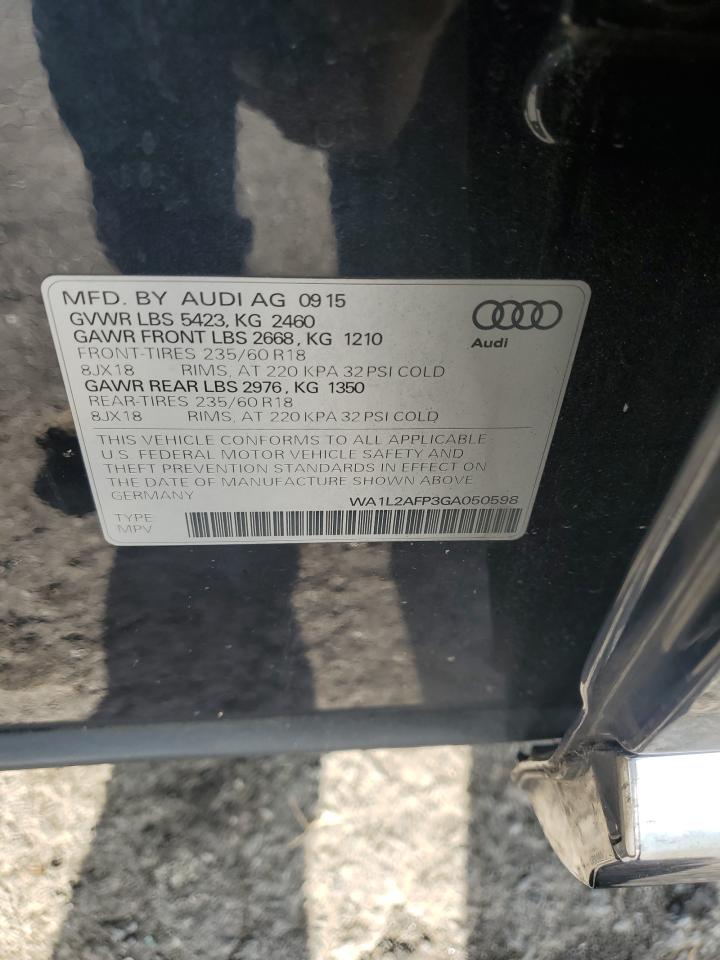 MFD. BY AUDI AG 09 15
GVWR LBS 5423, KG 2460
GAWR FRONT LBS 2668, KG 1210
FRONT-TIRES 235/60 R18
8JX18 RIMS, AT 220 KPA 32 PSI COLD
GAWR REAR LBS 2976, KG 1350
REAR-TIRES 235/60 R18
8JX18 RIMS, AT 220 KPA 32 PSI COLD
Audi
THIS VEHICLE CONFORMS TO ALL APPLICABLE
U.S. FEDERAL MOTOR VEHICLE SAFETY AND
THEFT PREVENTION STANDARDS IN EFFECT ON
THE DATE OF MANUFACTURE SHOWN ABOVE
GERMANY WA1L2AFP3GA050598
TYPE
MPV